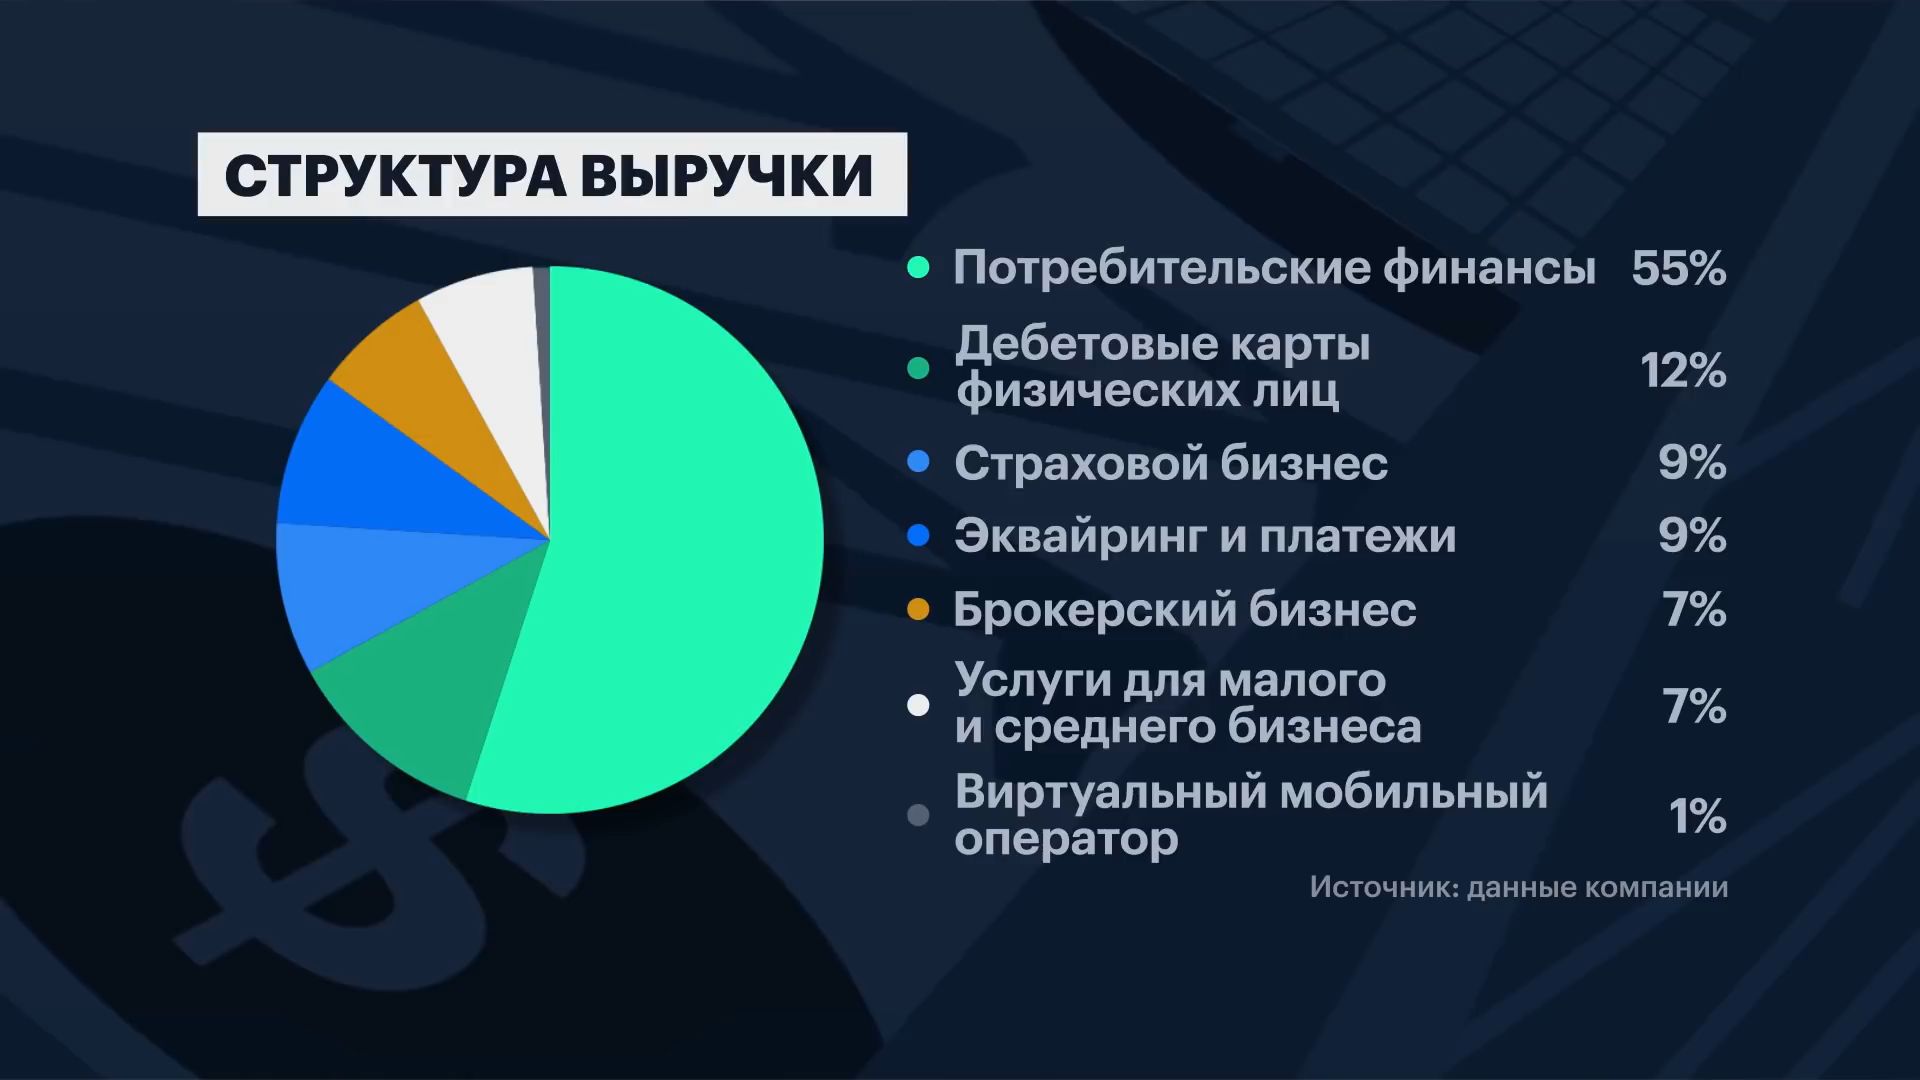 СТРУКТУРА ВЫРУЧКИ
Потребительские финансы 55%
Дебетовые карты
физических лиц 12%
Страховой бизнес 9%
Эквайринг и платежи 9%
Брокерский бизнес 7%
Услуги для малого
и среднего бизнеса 7%
Виртуальный мобильный
оператор 1%
Источник: данные компании